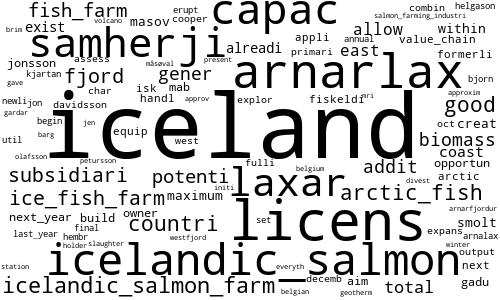 volcano erupt capac combin helgason
fish_farm masov cooper salmon_farming_industri
brim exist samherji appli allow annual within
jonsson assess måsøval alreadi primari east value_chain
kjartan fjord gener present arnarlax formerli
gave char isk mab bjorn
newlijon davidsson handl approv explor fiskeldi mri good approxim
gardar begin jen iceland oct creat
util barg equip west biomass
olafsson petursson fulli belgium coast
subsidiari potenti laxar addit opportun
initi divest arctic
ice_fish_farm maximum arctic_fish
next_year build owner countri set licens arnarfjordur smolt
last_year final westfjord expans arnalax
hembr holder slaughter icelandic_salmon winter output
station everyth next
icelandic_salmon_farm decemb aim total gadu
belgian geotherm